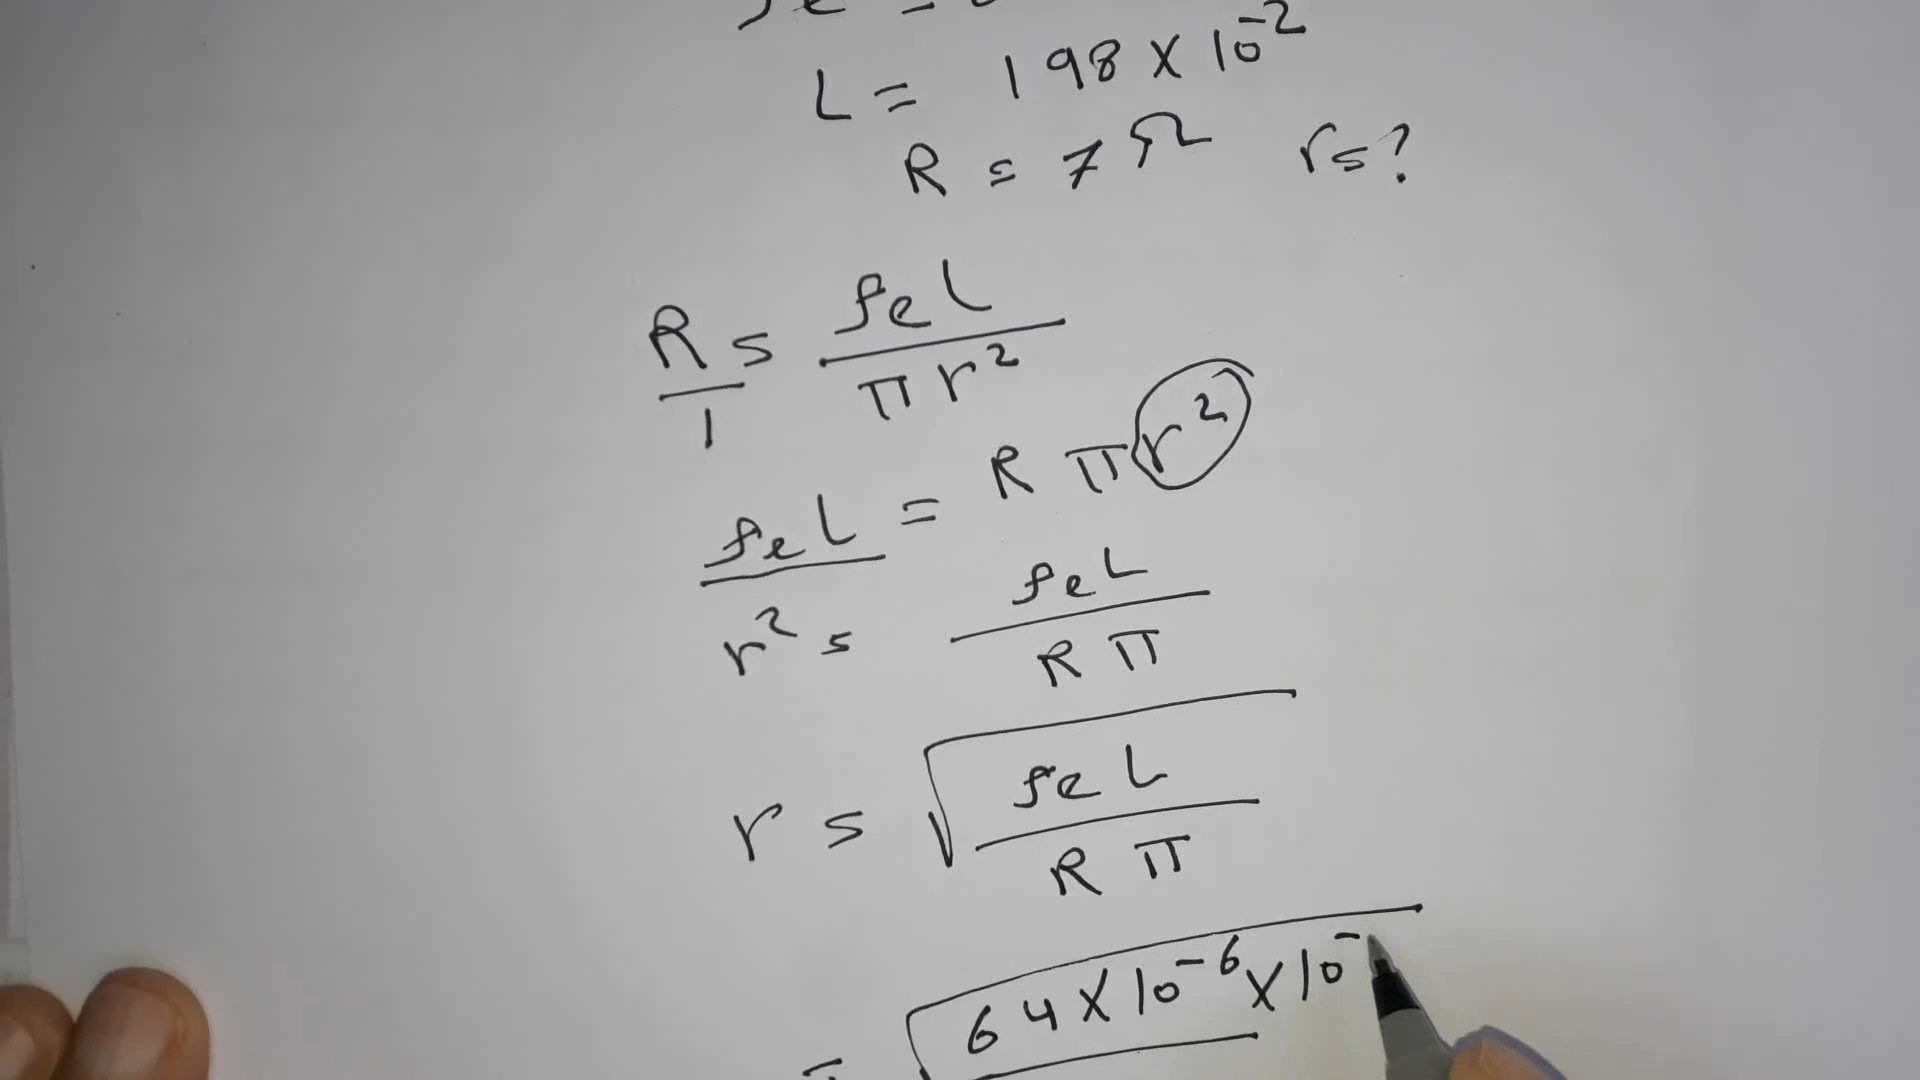 L = 198 × 10⁻²
R = 7 Ω r = ?
R/1 = ρe L / π r²
ρe L = R π r²
r² = ρe L / R π
r = √(ρe L / R π)
= √(64 × 10⁻⁶ × 10⁻